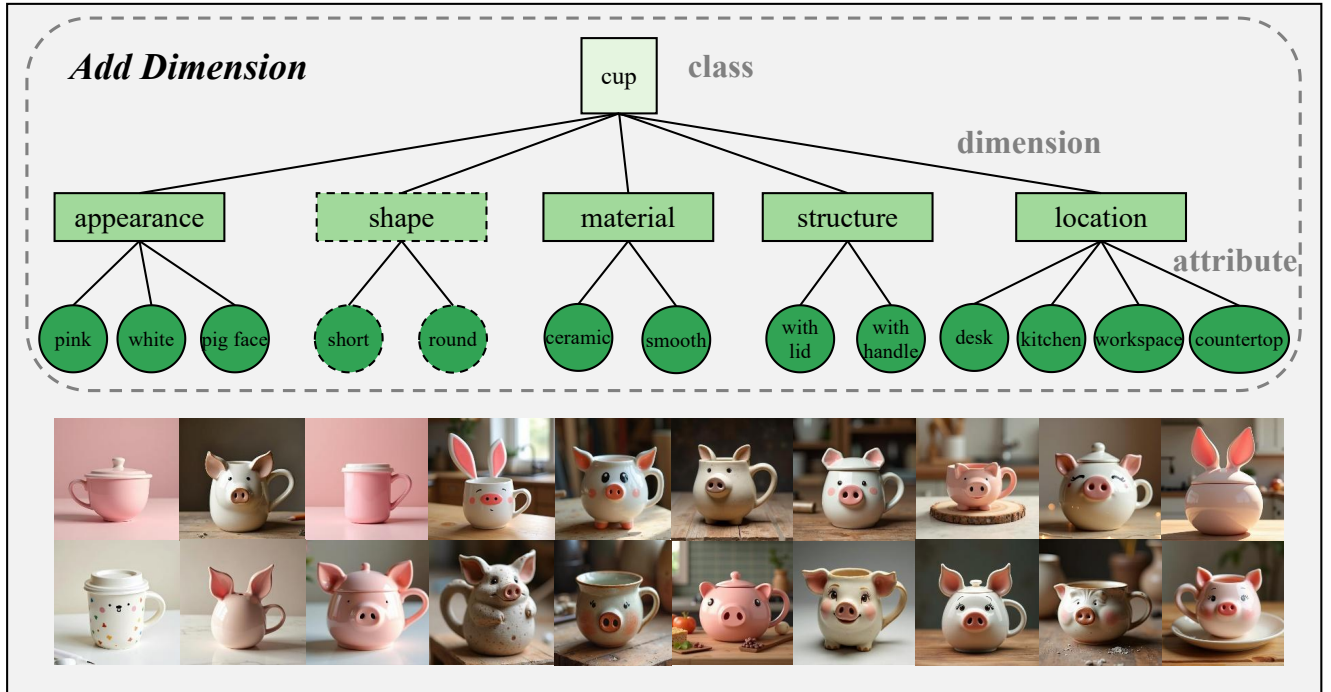 Add Dimension
cup
class
dimension
appearance
shape
material
structure
location
attribute
pink
white
pig face
short
round
ceramic
smooth
with
lid
with
handle
desk
kitchen
workspace
countertop